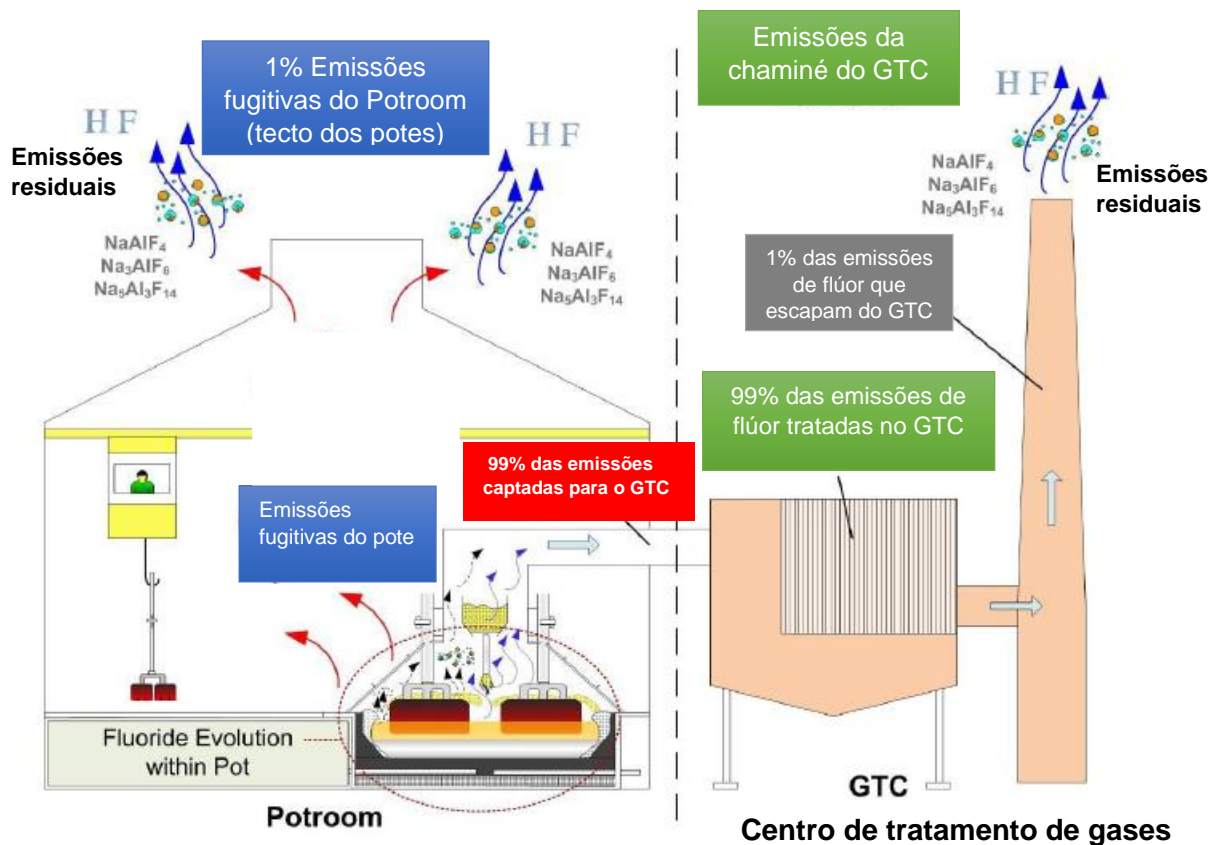 1% Emissões
fugitivas do Potroom
(tecto dos potes)
Emissões da
chaminé do GTC
H F
H F
H F
Emissões
residuais
Emissões
residuais
NaAlF₄
Na₃AlF₆
Na₅Al₃F₁₄
NaAlF₄
Na₃AlF₆
Na₅Al₃F₁₄
NaAlF₄
Na₃AlF₆
Na₅Al₃F₁₄
1% das emissões
de flúor que
escapam do GTC
99% das emissões de
flúor tratadas no GTC
99% das emissões
captadas para o GTC
Emissões
fugitivas do pote
Fluoride Evolution
within Pot
Potroom
GTC
Centro de tratamento de gases